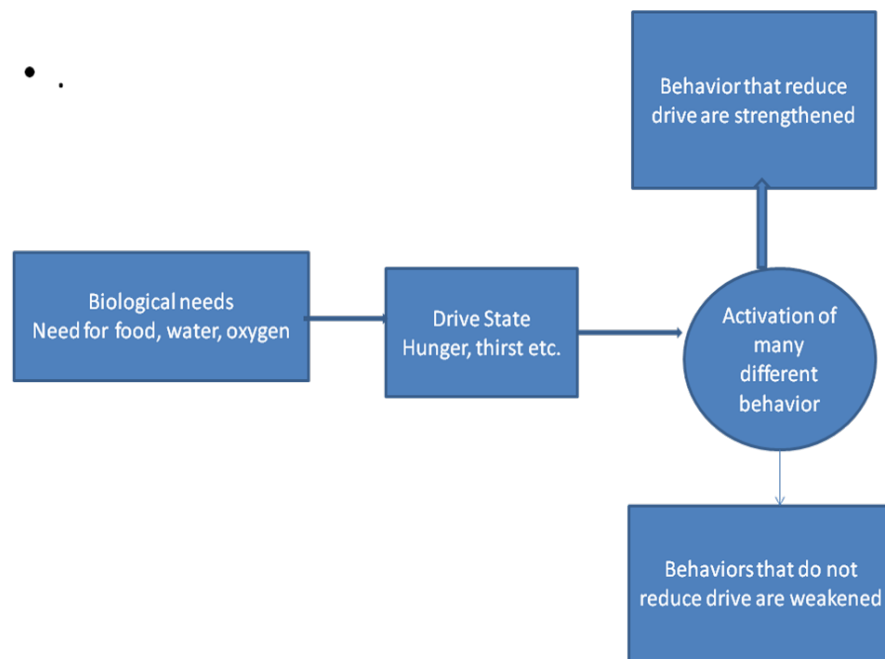 Behavior that reduce
drive are strengthened
Biological needs
Need for food, water, oxygen
Drive State
Hunger, thirst etc.
Activation of
many
different
behavior
Behaviors that do not
reduce drive are weakened